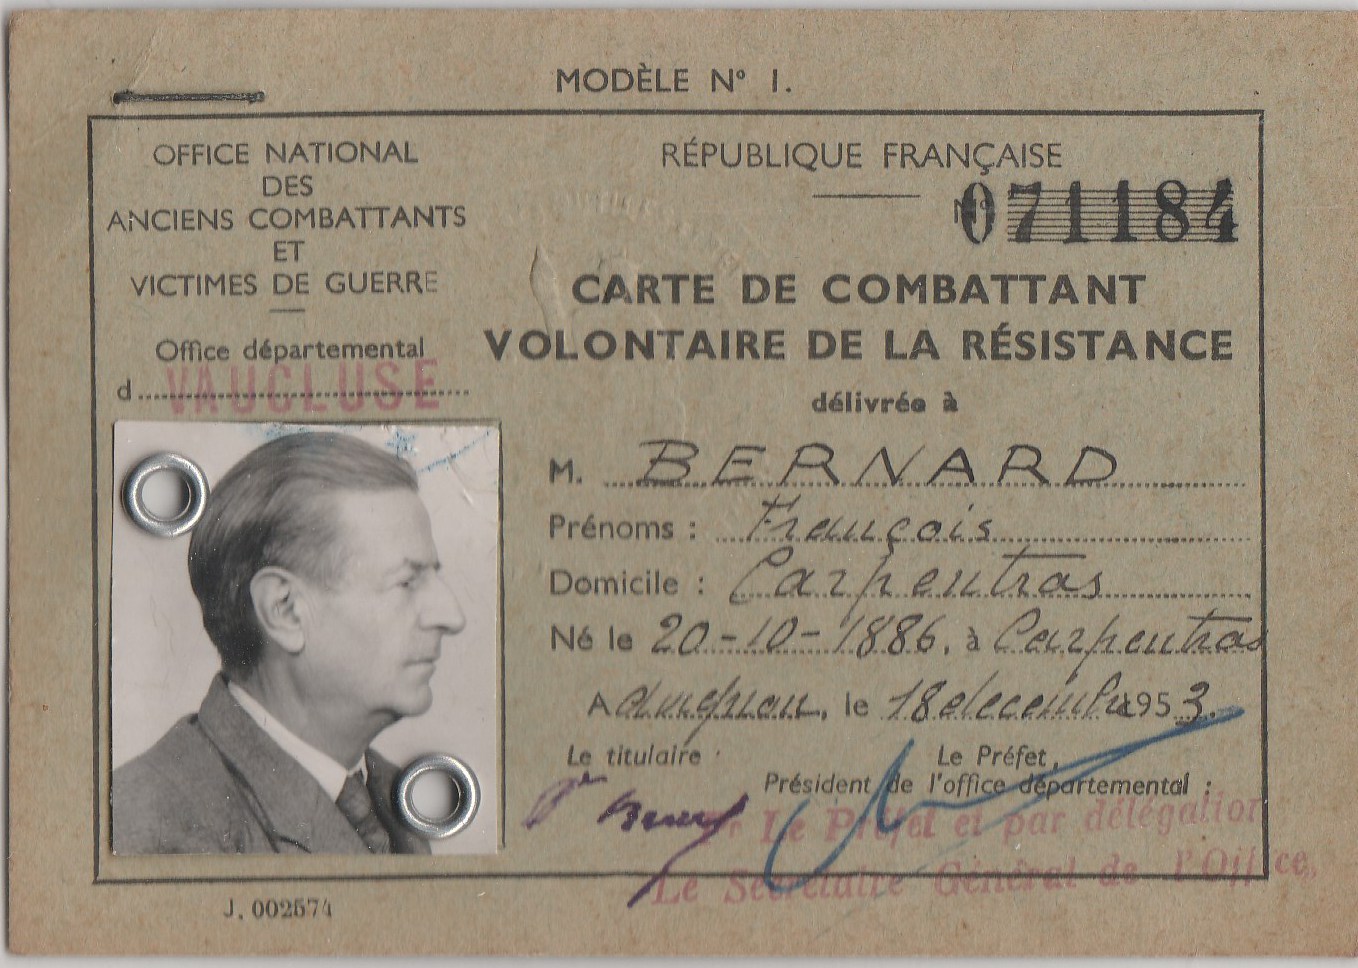 MODÈLE N° 1.
OFFICE NATIONAL
DES
ANCIENS COMBATTANTS
ET
VICTIMES DE GUERRE
Office départemental
d VAUCLUSE
RÉPUBLIQUE FRANÇAISE
N° 071184
CARTE DE COMBATTANT
VOLONTAIRE DE LA RÉSISTANCE
délivrée à
M. BERNARD
Prénoms : François
Domicile : Carpentras
Né le 20-10-1886. à Carpentras
A Avignon, le 18 decembre 1953.
Le titulaire
Le Préfet,
Président de l'office départemental :
Le Préfet et par délégation
Le Secrétaire Général de l'Office,
J. 002574